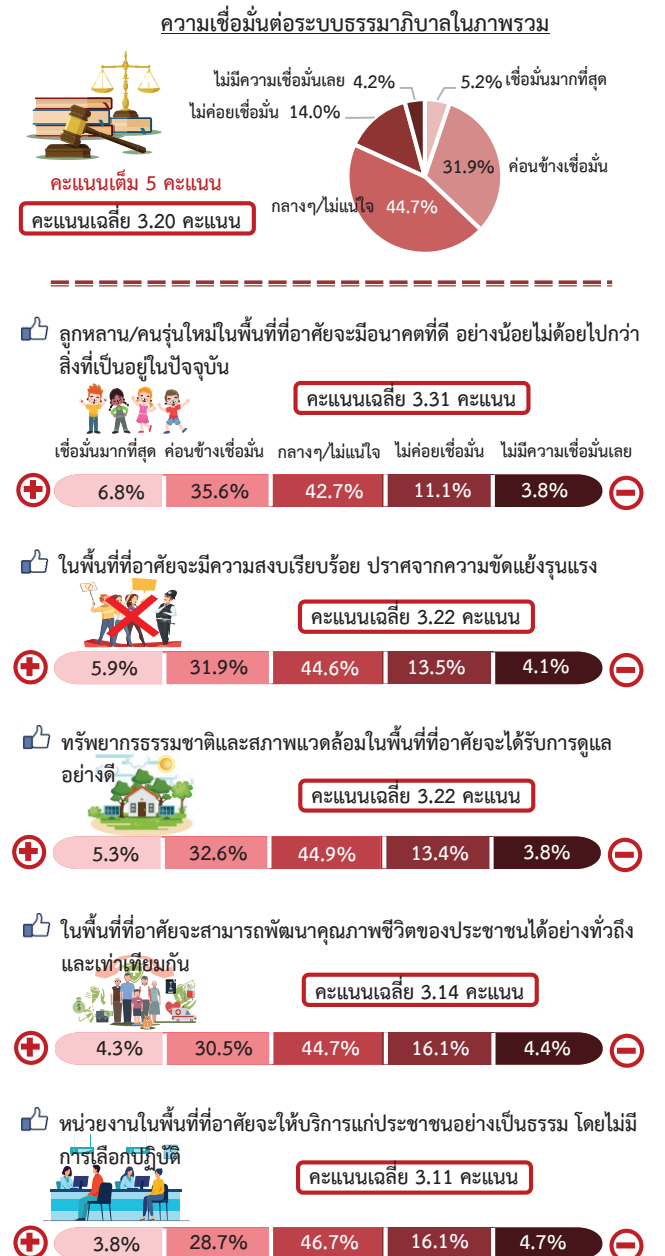 ความเชื่อมั่นต่อระบบธรรมาภิบาลในภาพรวม
ไม่มีความเชื่อมั่นเลย 4.2%
5.2% เชื่อมั่นมากที่สุด
ไม่ค่อยเชื่อมั่น 14.0%
31.9% ค่อนข้างเชื่อมั่น
กลางๆ/ไม่แน่ใจ 44.7%
คะแนนเต็ม 5 คะแนน
คะแนนเฉลี่ย 3.20 คะแนน
ลูกหลาน/คนรุ่นใหม่ในพื้นที่ที่อาศัยจะมีอนาคตที่ดี อย่างน้อยไม่ด้อยไปกว่า
สิ่งที่เป็นอยู่ในปัจจุบัน
คะแนนเฉลี่ย 3.31 คะแนน
เชื่อมั่นมากที่สุด ค่อนข้างเชื่อมั่น กลางๆ/ไม่แน่ใจ ไม่ค่อยเชื่อมั่น ไม่มีความเชื่อมั่นเลย
6.8% 35.6% 42.7% 11.1% 3.8%
ในพื้นที่ที่อาศัยจะมีความสงบเรียบร้อย ปราศจากความขัดแย้งรุนแรง
คะแนนเฉลี่ย 3.22 คะแนน
5.9% 31.9% 44.6% 13.5% 4.1%
ทรัพยากรธรรมชาติและสภาพแวดล้อมในพื้นที่ที่อาศัยจะได้รับการดูแล
อย่างดี
คะแนนเฉลี่ย 3.22 คะแนน
5.3% 32.6% 44.9% 13.4% 3.8%
ในพื้นที่ที่อาศัยจะสามารถพัฒนาคุณภาพชีวิตของประชาชนได้อย่างทั่วถึง
และเท่าเทียมกัน
คะแนนเฉลี่ย 3.14 คะแนน
4.3% 30.5% 44.7% 16.1% 4.4%
หน่วยงานในพื้นที่ที่อาศัยจะให้บริการแก่ประชาชนอย่างเป็นธรรม โดยไม่มี
การเลือกปฏิบัติ
คะแนนเฉลี่ย 3.11 คะแนน
3.8% 28.7% 46.7% 16.1% 4.7%